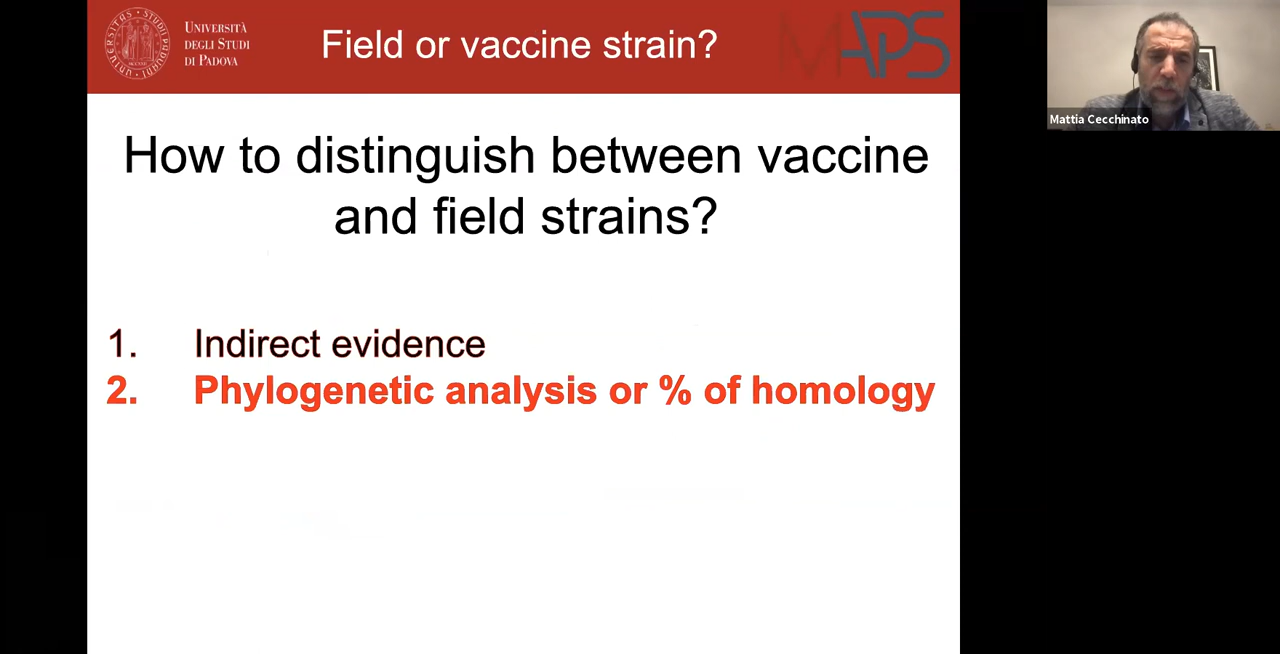 UNIVERSITÀ
DEGLI STUDI
DI PADOVA
Field or vaccine strain?
MAPS
Mattia Cecchinato
How to distinguish between vaccine
and field strains?
1. Indirect evidence
2. Phylogenetic analysis or % of homology